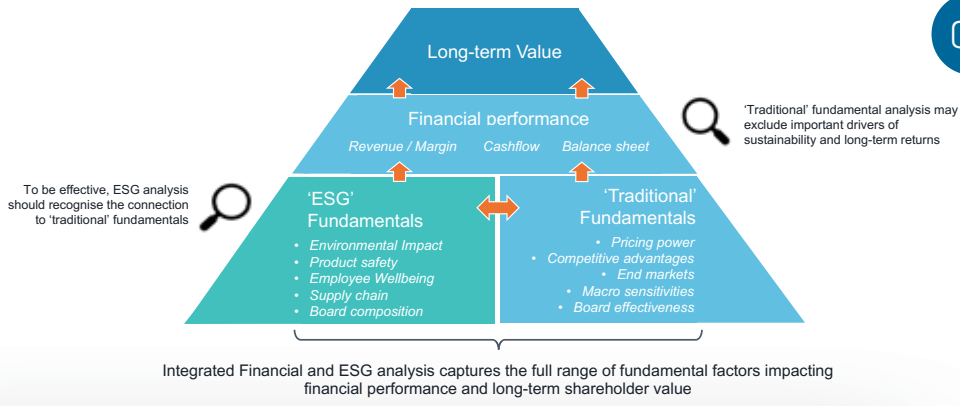 Long-term Value
Financial performance
Revenue / Margin Cashflow Balance sheet
'Traditional' fundamental analysis may
exclude important drivers of
sustainability and long-term returns
To be effective, ESG analysis
should recognise the connection
to 'traditional' fundamentals
'ESG'
Fundamentals
• Environmental Impact
• Product safety
• Employee Wellbeing
• Supply chain
• Board composition
'Traditional'
Fundamentals
• Pricing power
• Competitive advantages
• End markets
• Macro sensitivities
• Board effectiveness
Integrated Financial and ESG analysis captures the full range of fundamental factors impacting
financial performance and long-term shareholder value